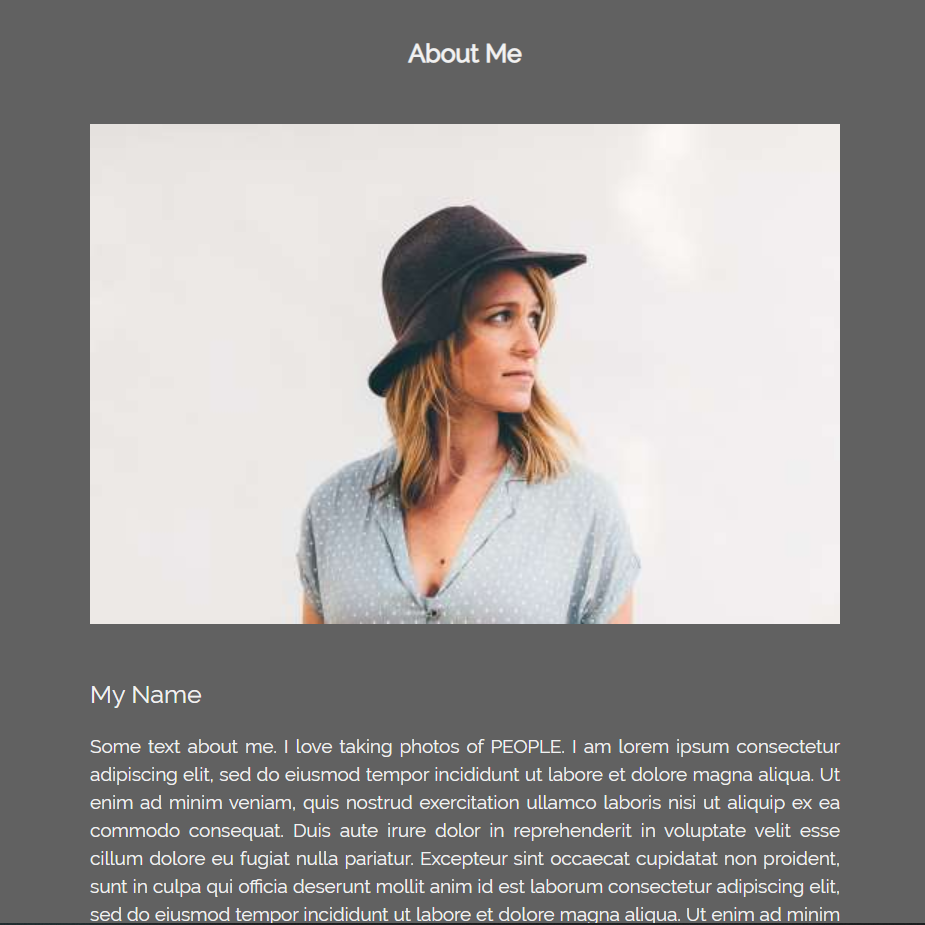 About Me
My Name
Some text about me. I love taking photos of PEOPLE. I am lorem ipsum consectetur
adipiscing elit, sed do eiusmod tempor incididunt ut labore et dolore magna aliqua. Ut
enim ad minim veniam, quis nostrud exercitation ullamco laboris nisi ut aliquip ex ea
commodo consequat. Duis aute irure dolor in reprehenderit in voluptate velit esse
cillum dolore eu fugiat nulla pariatur. Excepteur sint occaecat cupidatat non proident,
sunt in culpa qui officia deserunt mollit anim id est laborum consectetur adipiscing elit,
sed do eiusmod tempor incididunt ut labore et dolore magna aliqua. Ut enim ad minim